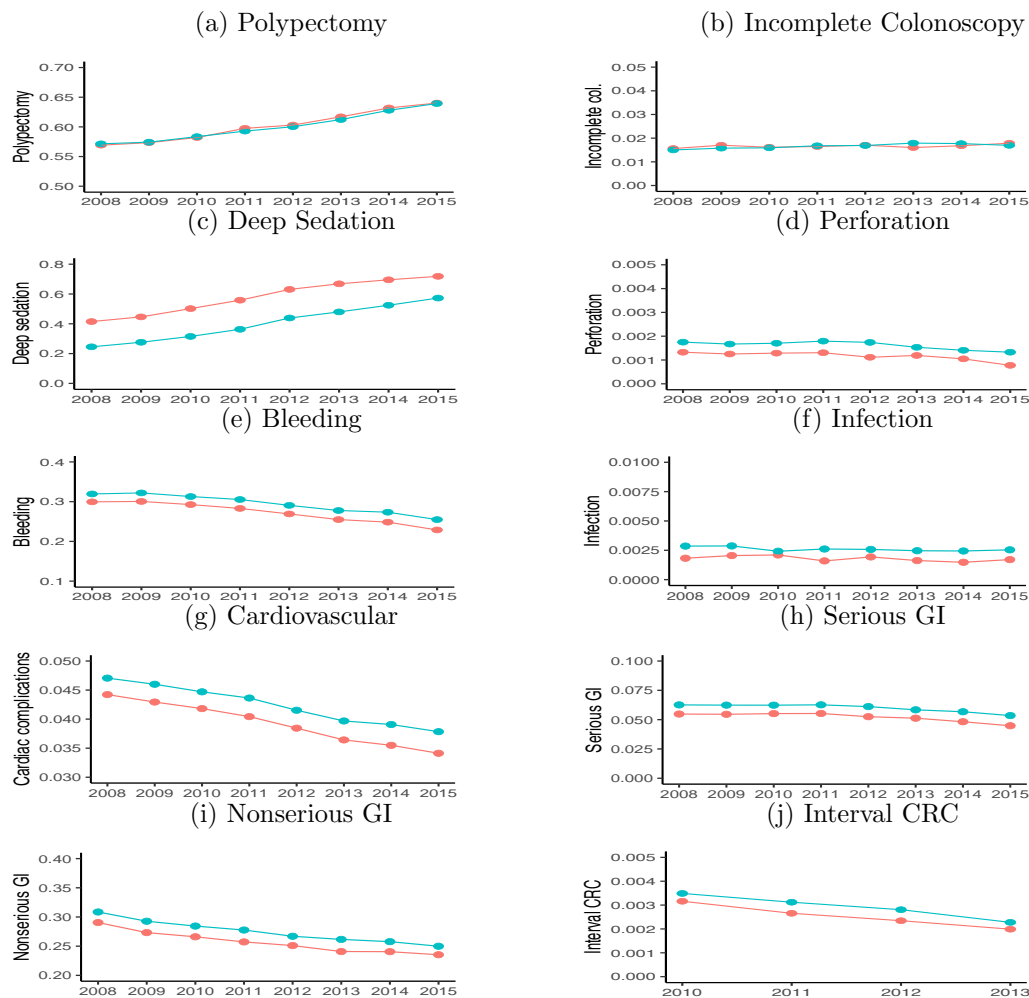 (a) Polypectomy
Polypectomy
0.70
0.65
0.60
0.55
0.50
2008 2009 2010 2011 2012 2013 2014 2015
(b) Incomplete Colonoscopy
Incomplete col.
0.05
0.04
0.03
0.02
0.01
0.00
2008 2009 2010 2011 2012 2013 2014 2015
(c) Deep Sedation
Deep sedation
0.8
0.6
0.4
0.2
0.0
2008 2009 2010 2011 2012 2013 2014 2015
(d) Perforation
Perforation
0.005
0.004
0.003
0.002
0.001
0.000
2008 2009 2010 2011 2012 2013 2014 2015
(e) Bleeding
Bleeding
0.4
0.3
0.2
0.1
2008 2009 2010 2011 2012 2013 2014 2015
(f) Infection
Infection
0.0100
0.0075
0.0050
0.0025
0.0000
2008 2009 2010 2011 2012 2013 2014 2015
(g) Cardiovascular
Cardiac complications
0.050
0.045
0.040
0.035
0.030
2008 2009 2010 2011 2012 2013 2014 2015
(h) Serious GI
Serious GI
0.100
0.075
0.050
0.025
0.000
2008 2009 2010 2011 2012 2013 2014 2015
(i) Nonserious GI
Nonserious GI
0.40
0.35
0.30
0.25
0.20
2008 2009 2010 2011 2012 2013 2014 2015
(j) Interval CRC
Interval CRC
0.005
0.004
0.003
0.002
0.001
0.000
2010 2011 2012 2013